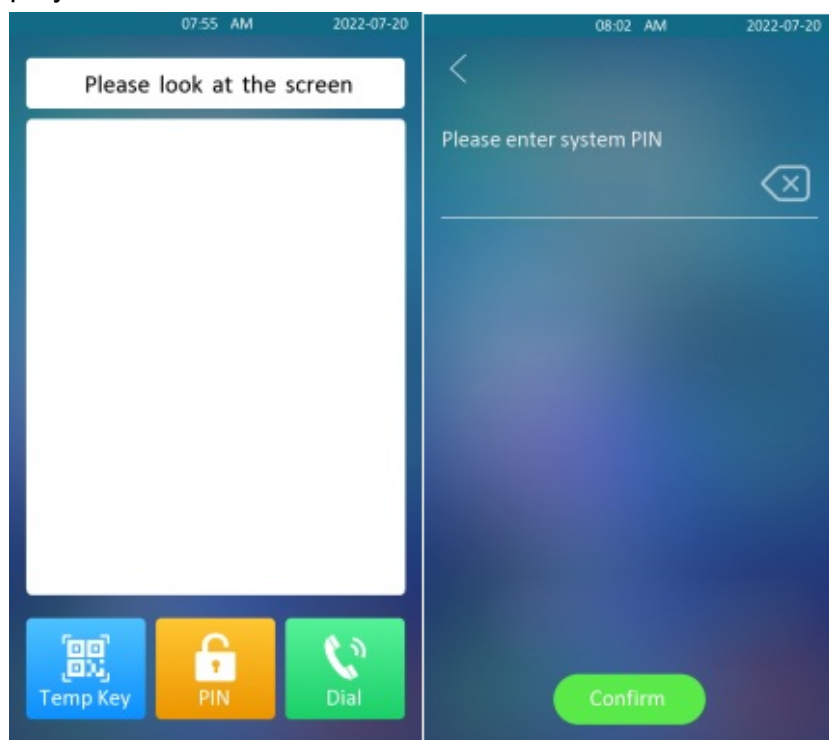 07:55 AM 2022-07-20
Please look at the screen
Temp Key PIN Dial
08:02 AM 2022-07-20
Please enter system PIN
Confirm